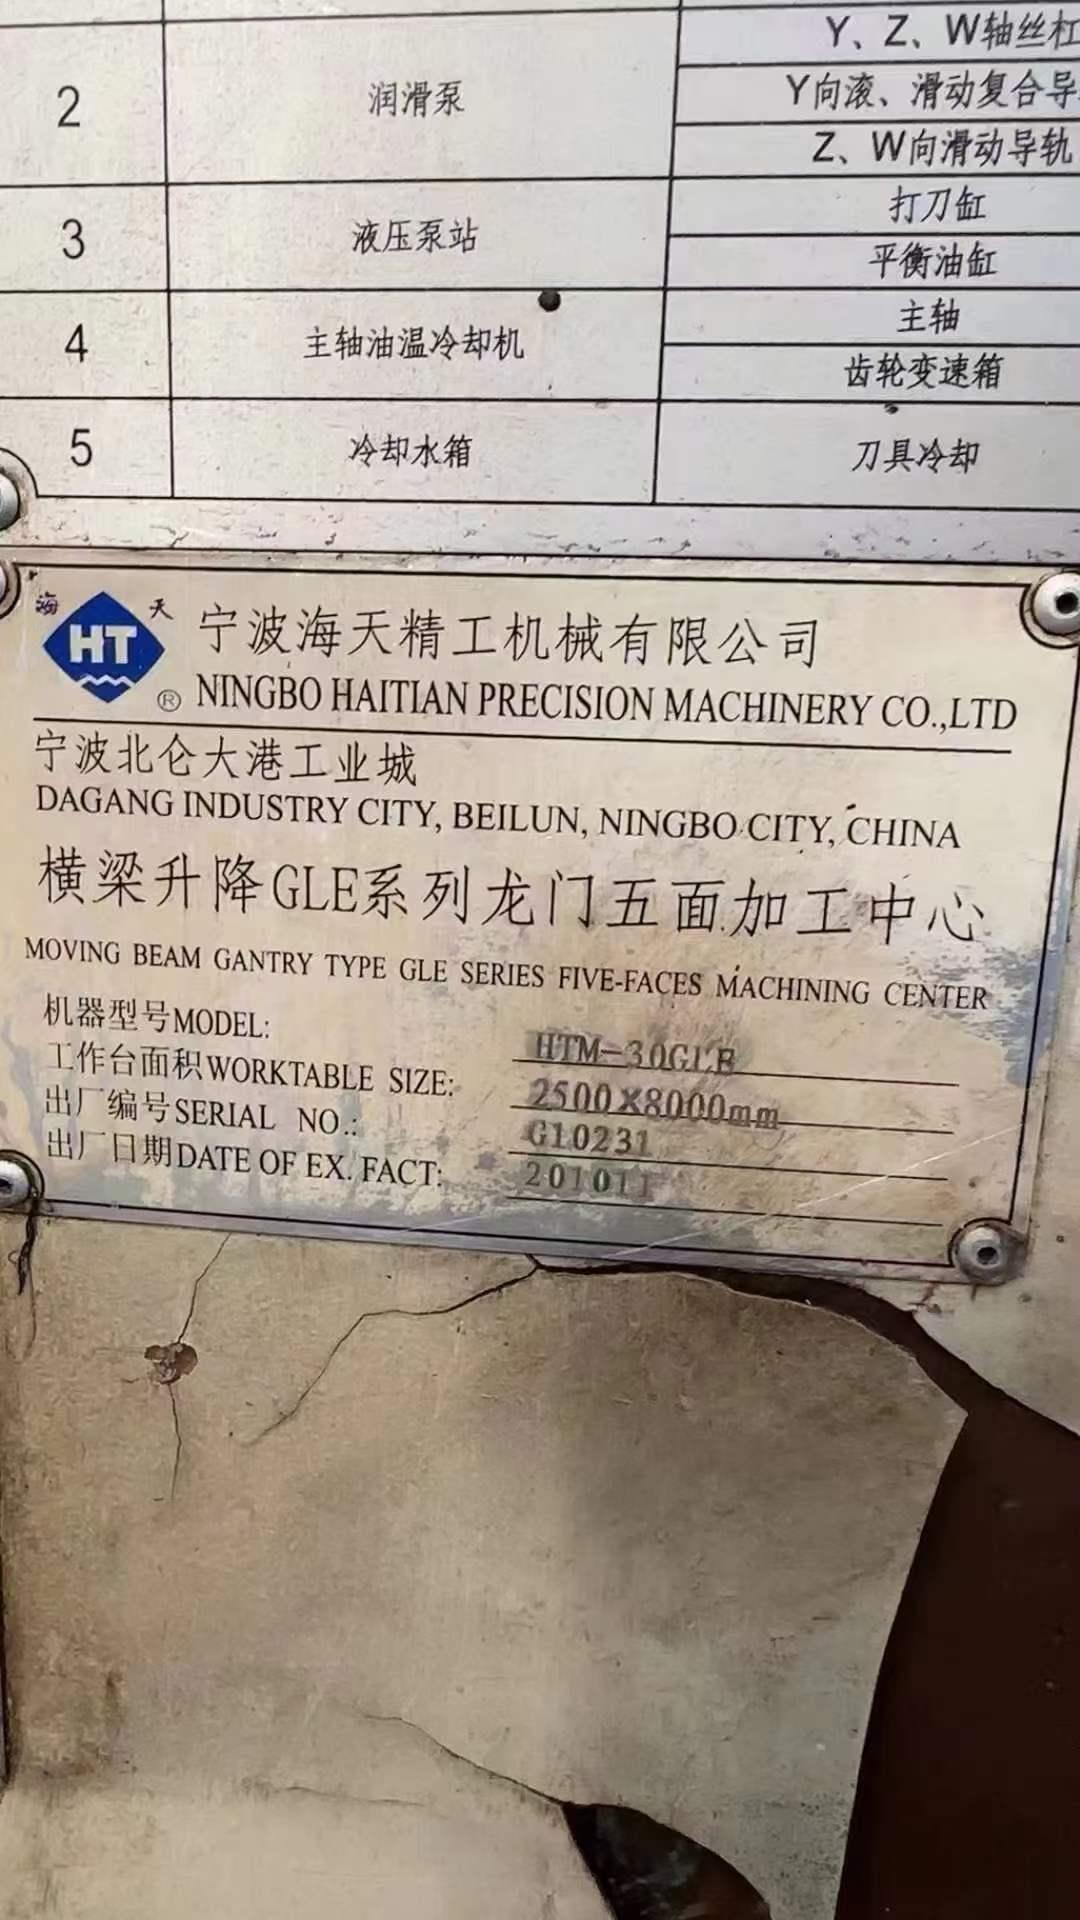 Y、Z、W轴丝杠
2
润滑泵
Y向滚、滑动复合导
Z、W向滑动导轨
3
液压泵站
打刀缸
平衡油缸
4
主轴油温冷却机
主轴
齿轮变速箱
5
冷却水箱
刀具冷却
海 HT 天 ®
宁波海天精工机械有限公司
NINGBO HAITIAN PRECISION MACHINERY CO.,LTD
宁波北仑大港工业城
DAGANG INDUSTRY CITY, BEILUN, NINGBO CITY, CHINA
横梁升降GLE系列龙门五面加工中心
MOVING BEAM GANTRY TYPE GLE SERIES FIVE-FACES MACHINING CENTER
机器型号MODEL: HTM-30GLE
工作台面积WORKTABLE SIZE: 2500X8000mm
出厂编号SERIAL NO.: G10231
出厂日期DATE OF EX. FACT: 201011